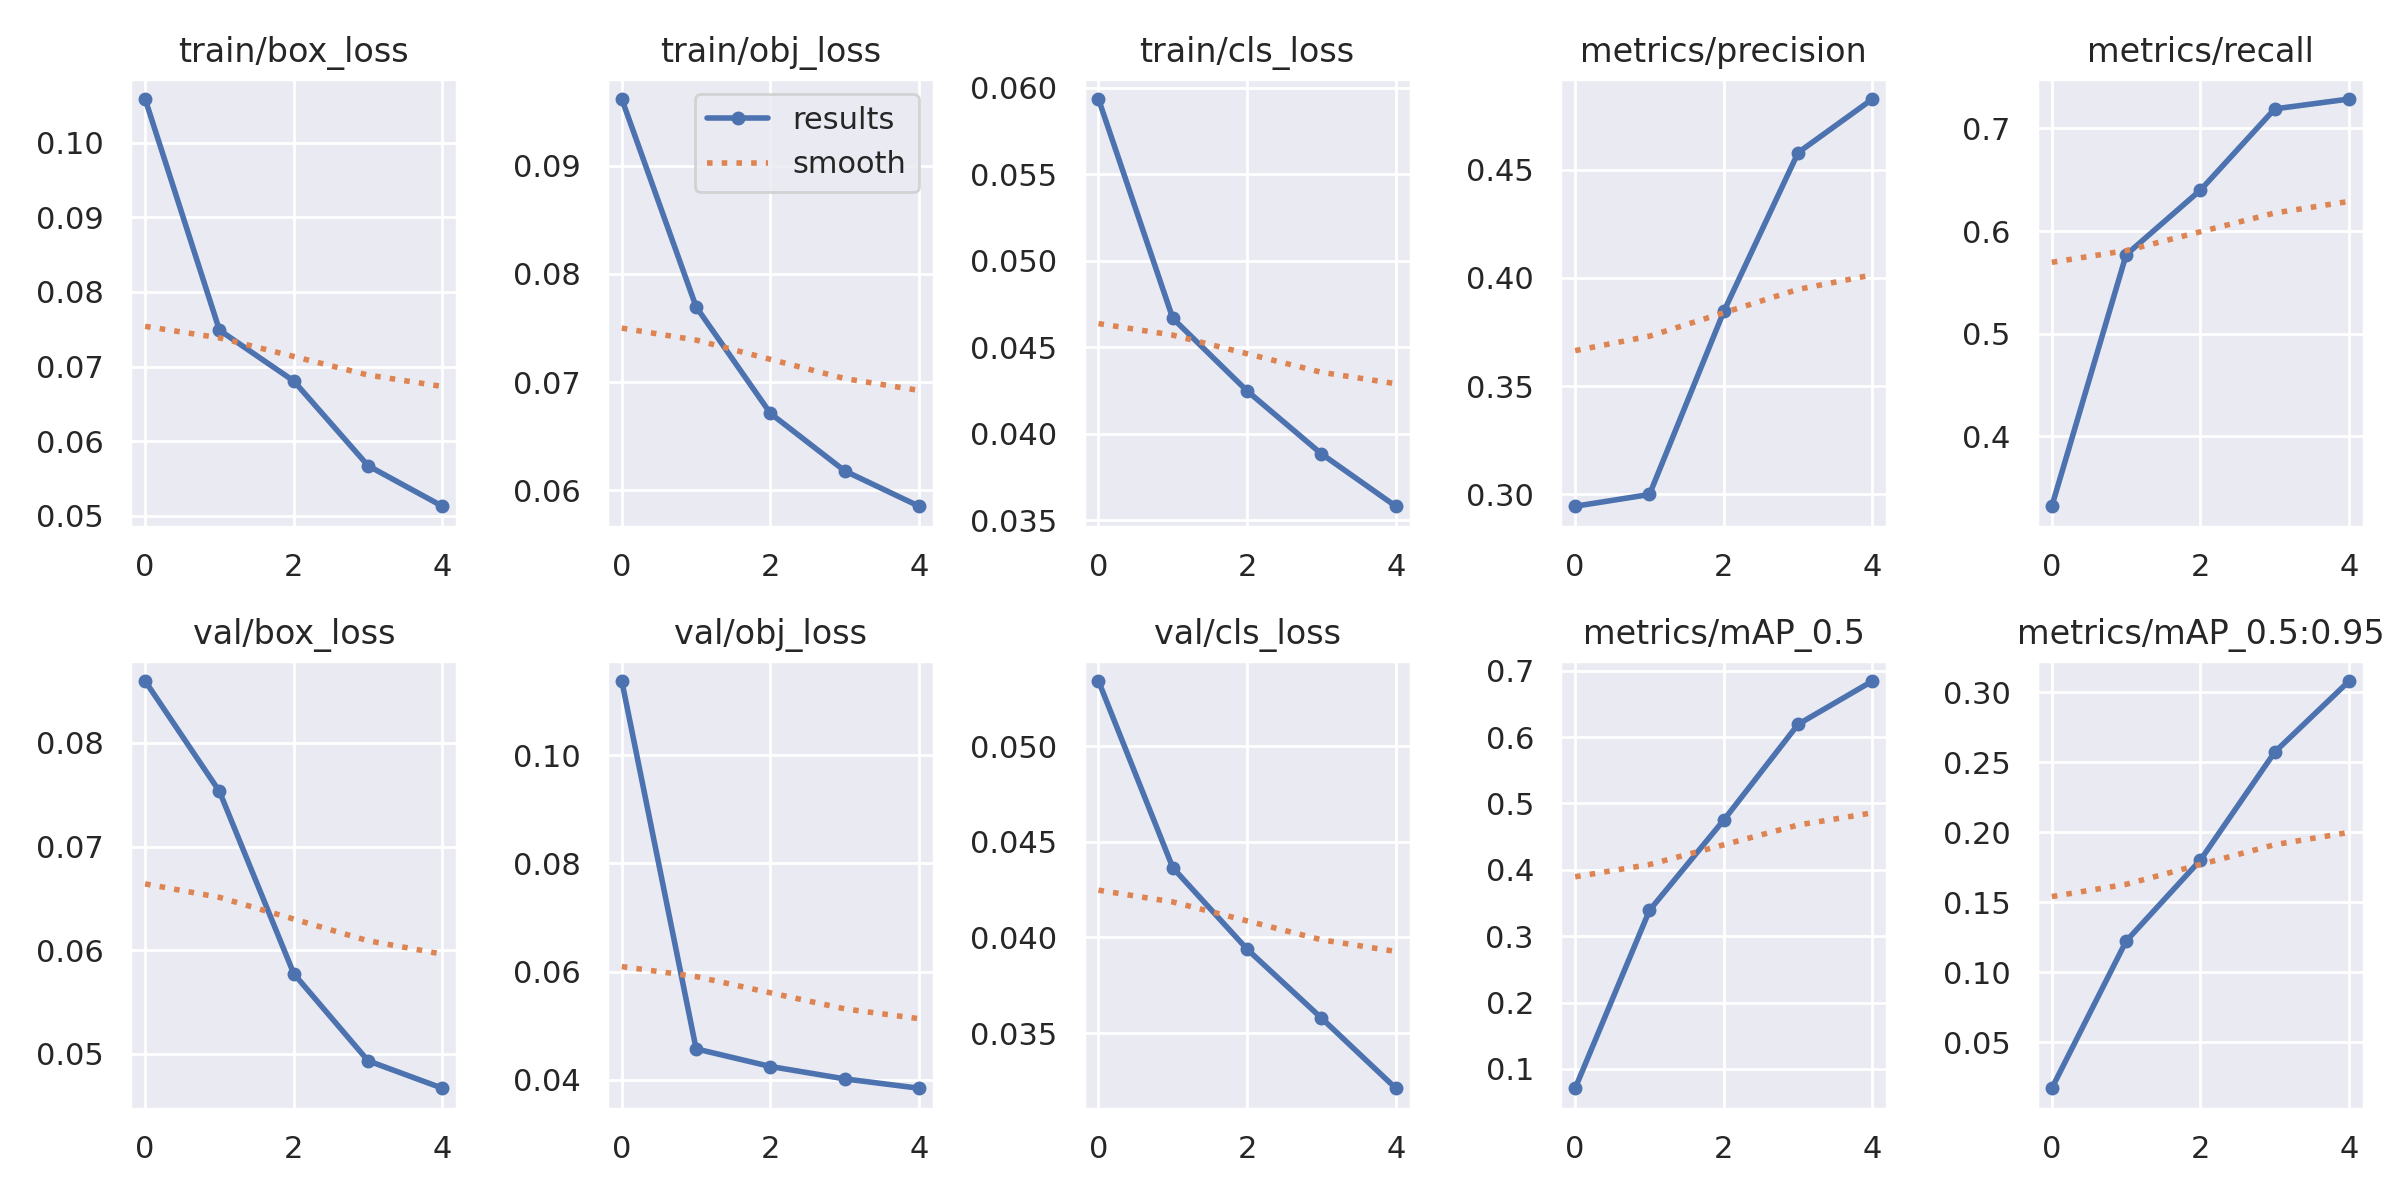 train/box_loss
0.10
0.09
0.08
0.07
0.06
0.05
0 2 4
train/obj_loss
results
smooth
0.09
0.08
0.07
0.06
0 2 4
train/cls_loss
0.060
0.055
0.050
0.045
0.040
0.035
0 2 4
metrics/precision
0.45
0.40
0.35
0.30
0 2 4
metrics/recall
0.7
0.6
0.5
0.4
0 2 4
val/box_loss
0.08
0.07
0.06
0.05
0 2 4
val/obj_loss
0.10
0.08
0.06
0.04
0 2 4
val/cls_loss
0.050
0.045
0.040
0.035
0 2 4
metrics/mAP_0.5
0.7
0.6
0.5
0.4
0.3
0.2
0.1
0 2 4
metrics/mAP_0.5:0.95
0.30
0.25
0.20
0.15
0.10
0.05
0 2 4